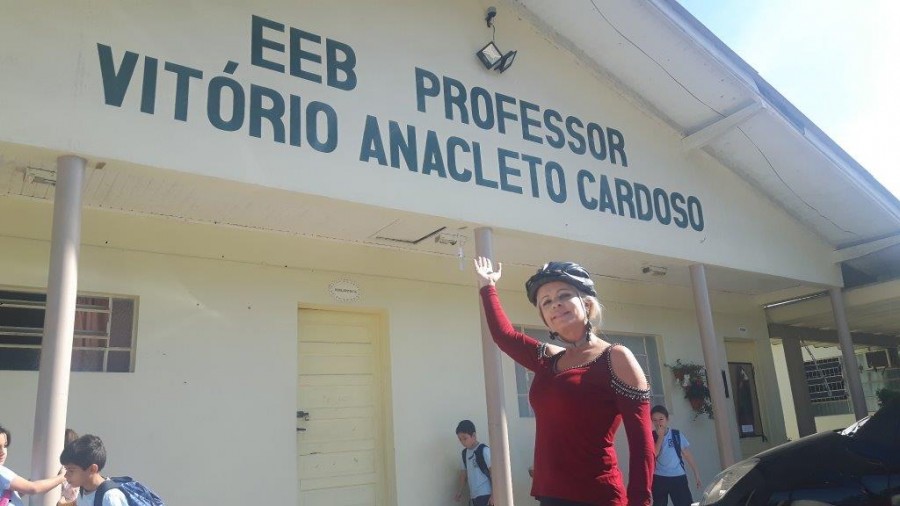 EEB PROFESSOR
VITÓRIO ANACLETO CARDOSO